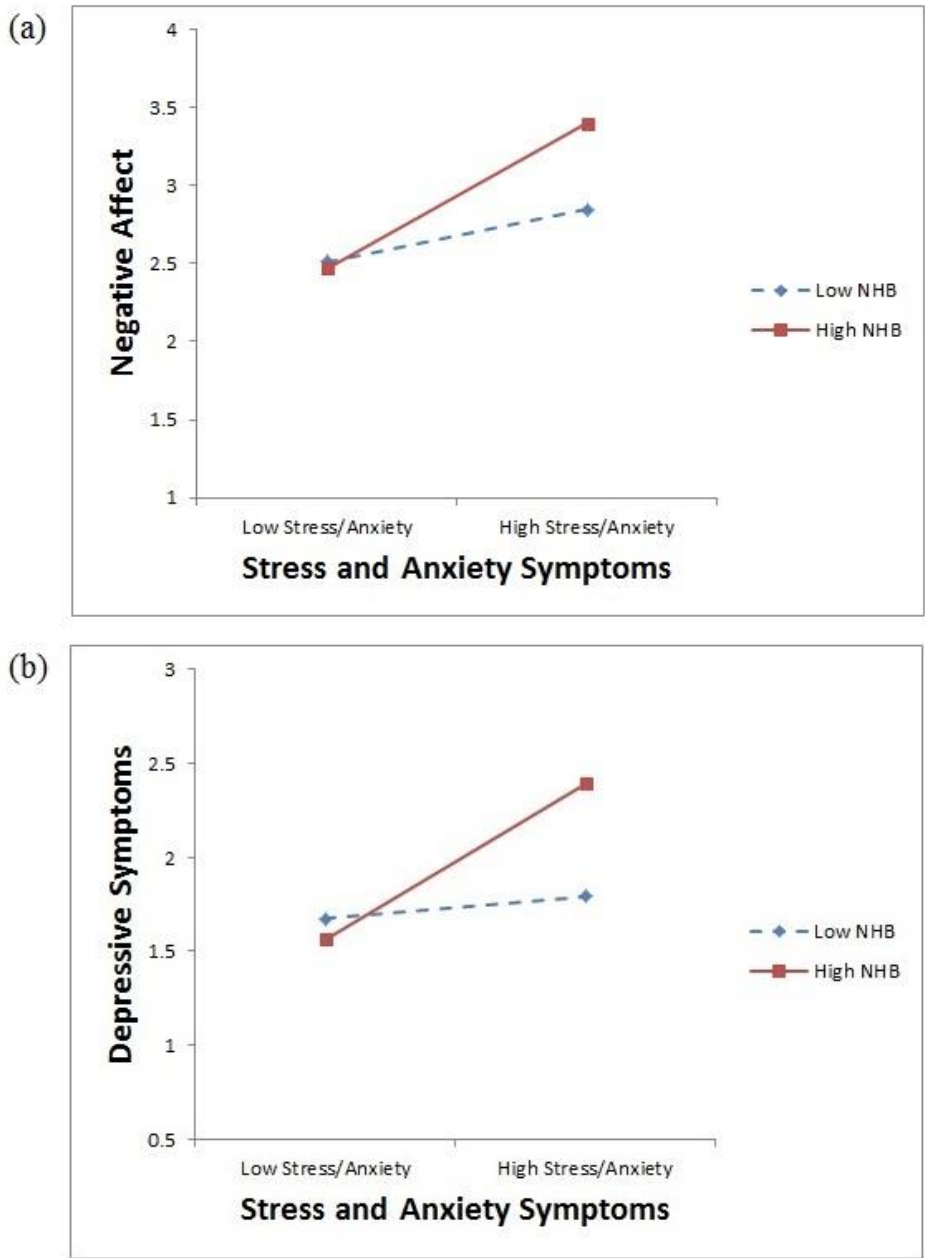 (a)
4
3.5
3
2.5
2
1.5
1
Negative Affect
Low Stress/Anxiety High Stress/Anxiety
Stress and Anxiety Symptoms
Low NHB
High NHB
(b)
3
2.5
2
1.5
1
0.5
Depressive Symptoms
Low Stress/Anxiety High Stress/Anxiety
Stress and Anxiety Symptoms
Low NHB
High NHB